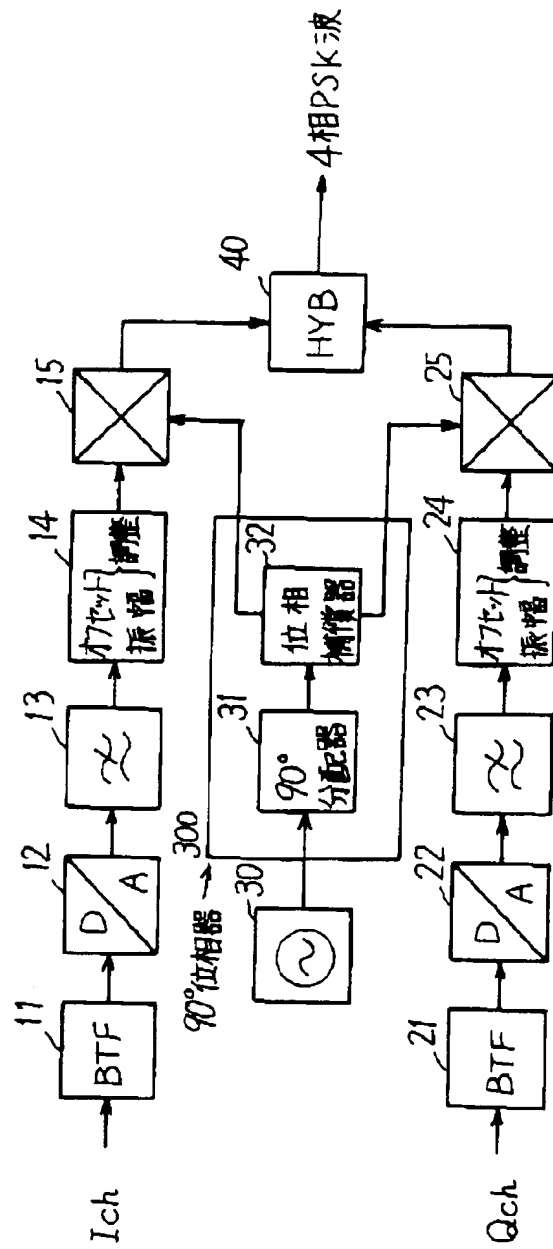 Ich
11
BTF
12
D
A
13
14
オフセット
振幅
調整
15
90°位相器
300
30
31
90°
分配器
32
位相
補償器
40
HYB
4相PSK波
Qch
21
BTF
22
D
A
23
24
オフセット
振幅
調整
25